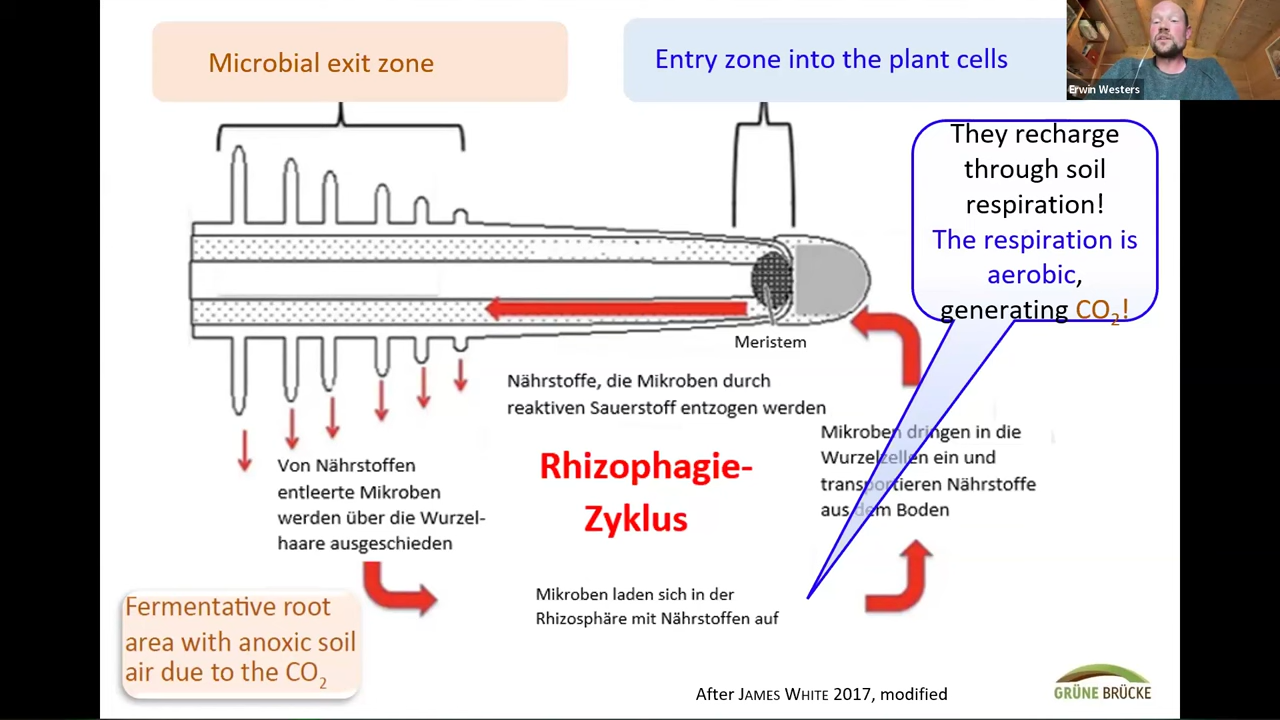 Microbial exit zone
Entry zone into the plant cells
Erwin Westers
They recharge
through soil
respiration!
The respiration is
aerobic,
generating CO₂!
Meristem
Nährstoffe, die Mikroben durch
reaktiven Sauerstoff entzogen werden
Mikroben dringen in die
Wurzelzellen ein und
transportieren Nährstoffe
aus dem Boden
Rhizophagie-
Zyklus
Von Nährstoffen
entleerte Mikroben
werden über die Wurzel-
haare ausgeschieden
Mikroben laden sich in der
Rhizosphäre mit Nährstoffen auf
Fermentative root
area with anoxic soil
air due to the CO₂
After JAMES WHITE 2017, modified
GRÜNE BRÜCKE